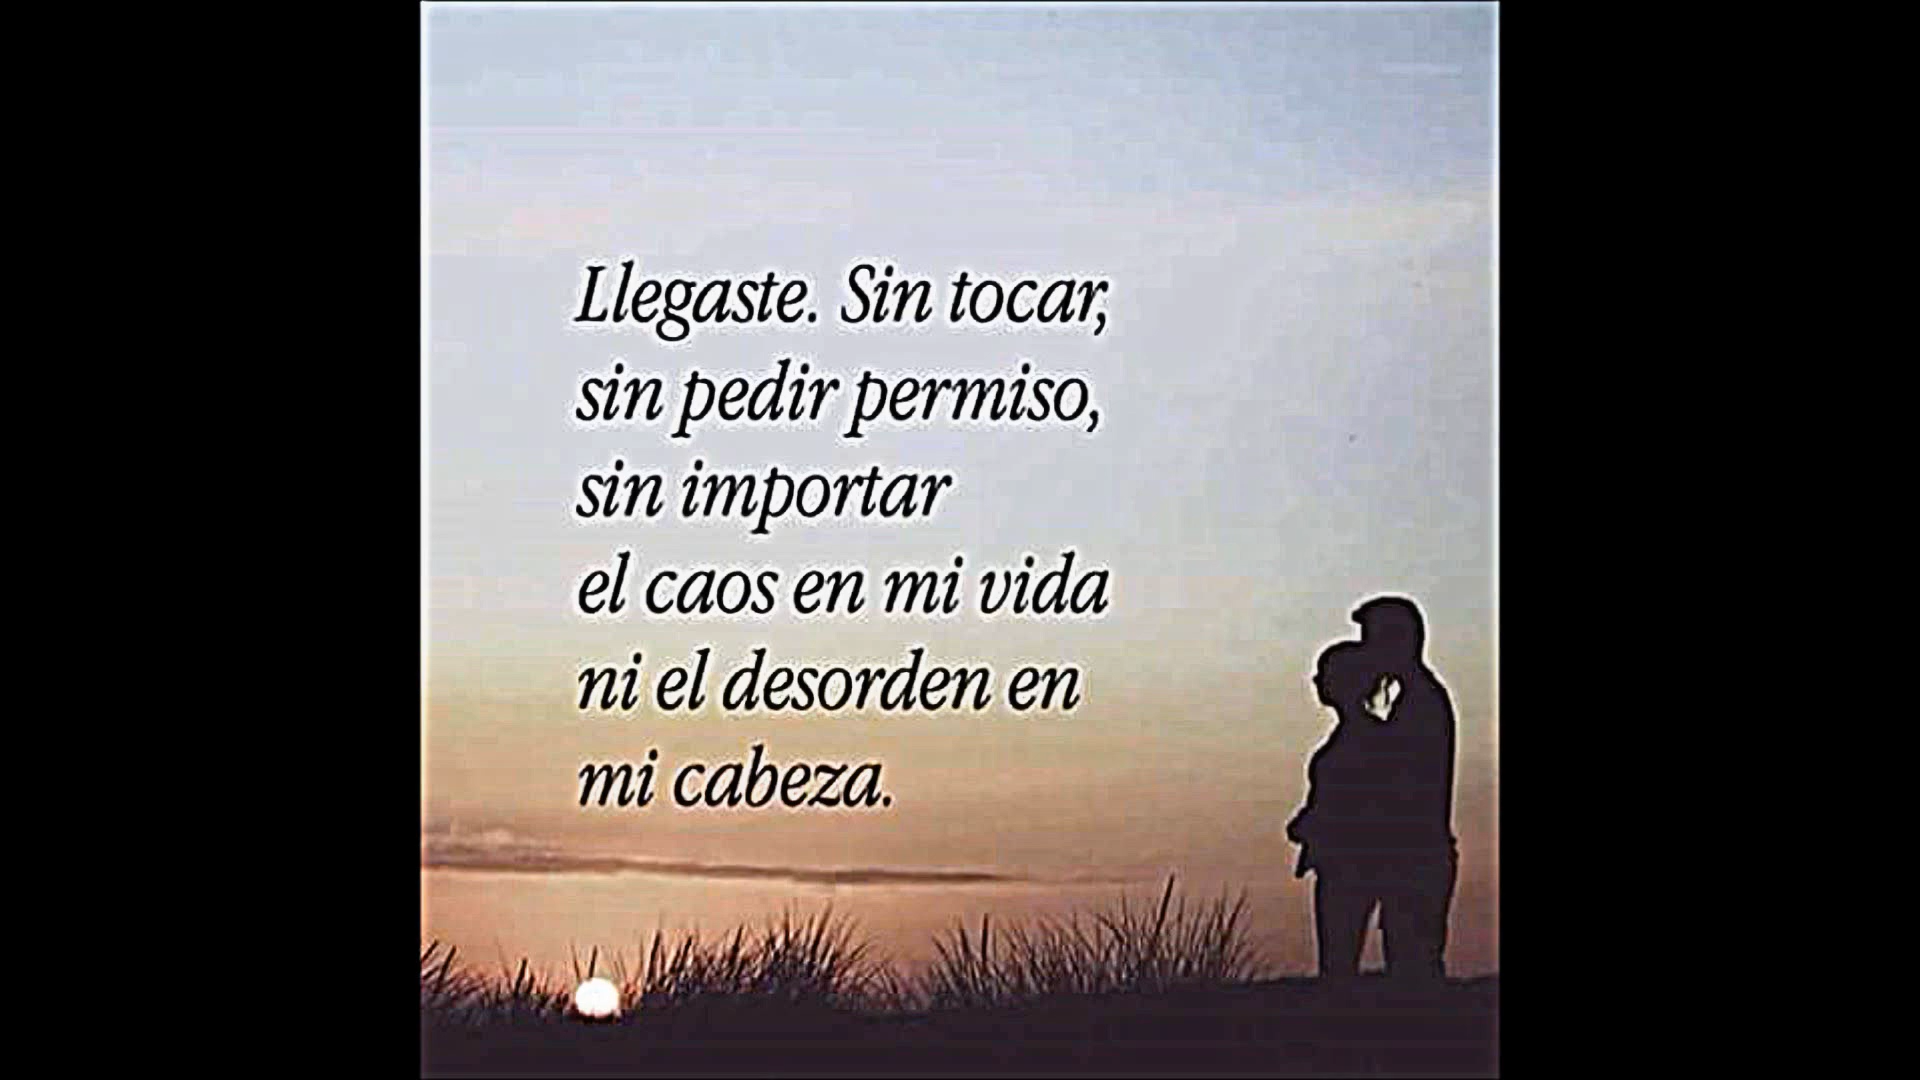 Llegaste. Sin tocar,
sin pedir permiso,
sin importar
el caos en mi vida
ni el desorden en
mi cabeza.